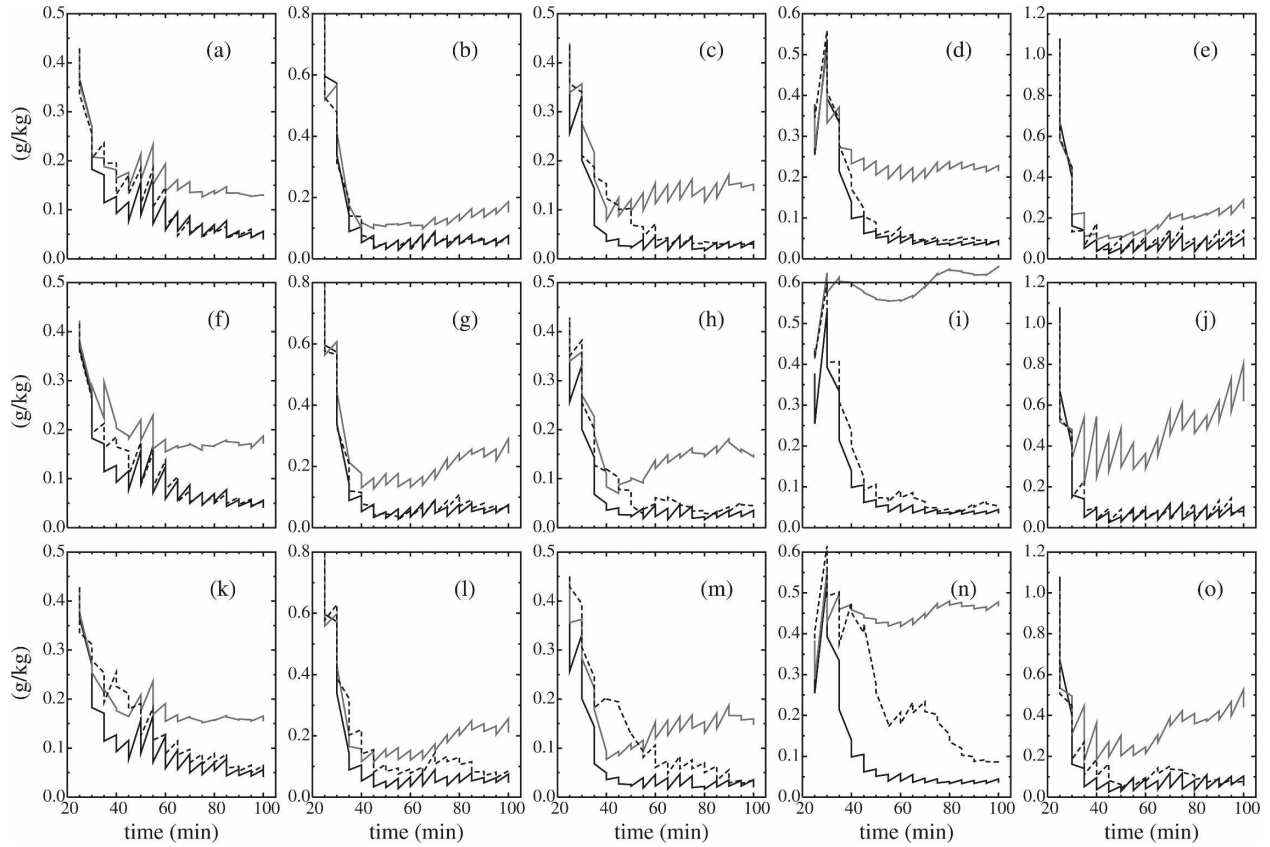 0.5 0.8 0.5 0.6 1.2
(a) (b) (c) (d) (e)
0.4 0.4 0.5 1.0
0.6
0.3 0.3 0.4 0.8
(g/kg) 0.4 0.3 0.6
0.2 0.2 0.2 0.4
0.2
0.1 0.1 0.1 0.2
0.0 0.0 0.0 0.0 0.0
0.5 0.8 0.5 0.6 1.2
(f) (g) (h) (i) (j)
0.4 0.4 0.5 1.0
0.6
0.3 0.3 0.4 0.8
(g/kg) 0.4 0.3 0.6
0.2 0.2 0.2 0.4
0.2
0.1 0.1 0.1 0.2
0.0 0.0 0.0 0.0 0.0
0.5 0.8 0.5 0.6 1.2
(k) (l) (m) (n) (o)
0.4 0.4 0.5 1.0
0.6
0.3 0.3 0.4 0.8
(g/kg) 0.4 0.3 0.6
0.2 0.2 0.2 0.4
0.2
0.1 0.1 0.1 0.2
0.0 0.0 0.0 0.0 0.0
20 40 60 80 100 20 40 60 80 100 20 40 60 80 100 20 40 60 80 100 20 40 60 80 100
time (min) time (min) time (min) time (min) time (min)